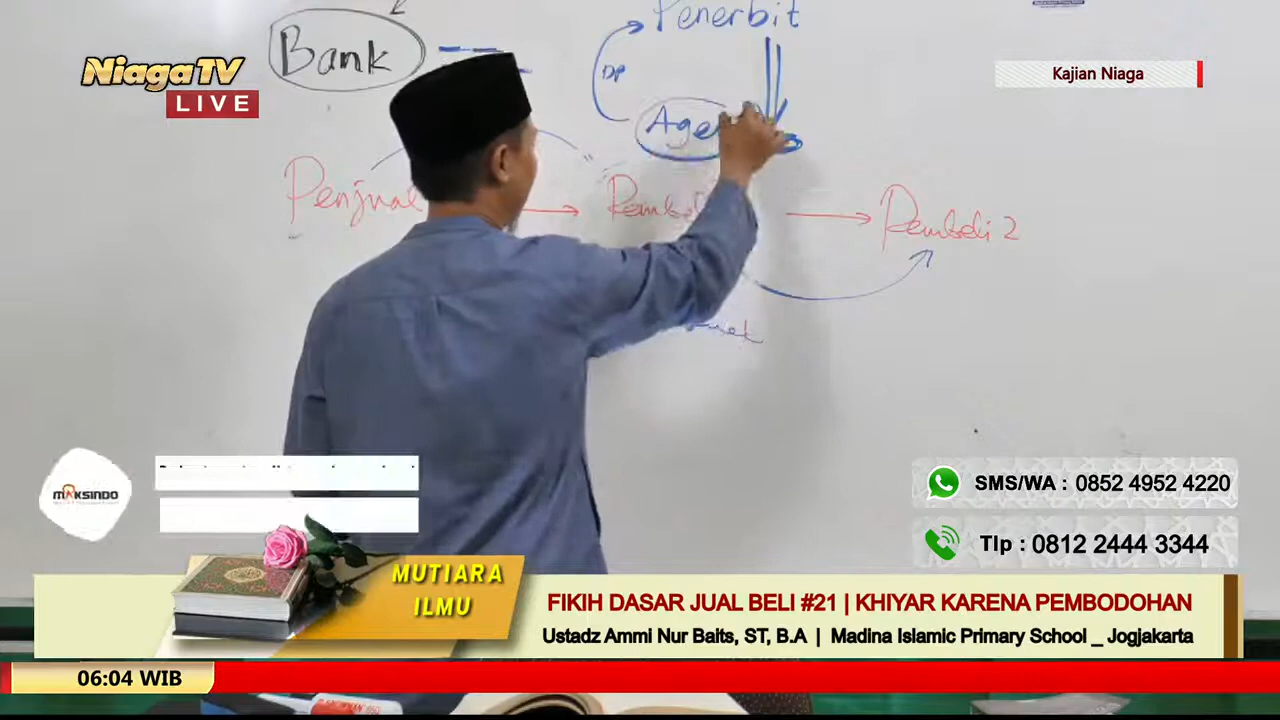 Penerbit
Bank
NiagaTV
LIVE
Kajian Niaga
DP
Penjual
Pembeli 2
MAKSINDO
SMS/WA : 0852 4952 4220
Tlp : 0812 2444 3344
MUTIARA
ILMU
FIKIH DASAR JUAL BELI #21 | KHIYAR KARENA PEMBODOHAN
Ustadz Ammi Nur Baits, ST, B.A | Madina Islamic Primary School _ Jogjakarta
06:04 WIB